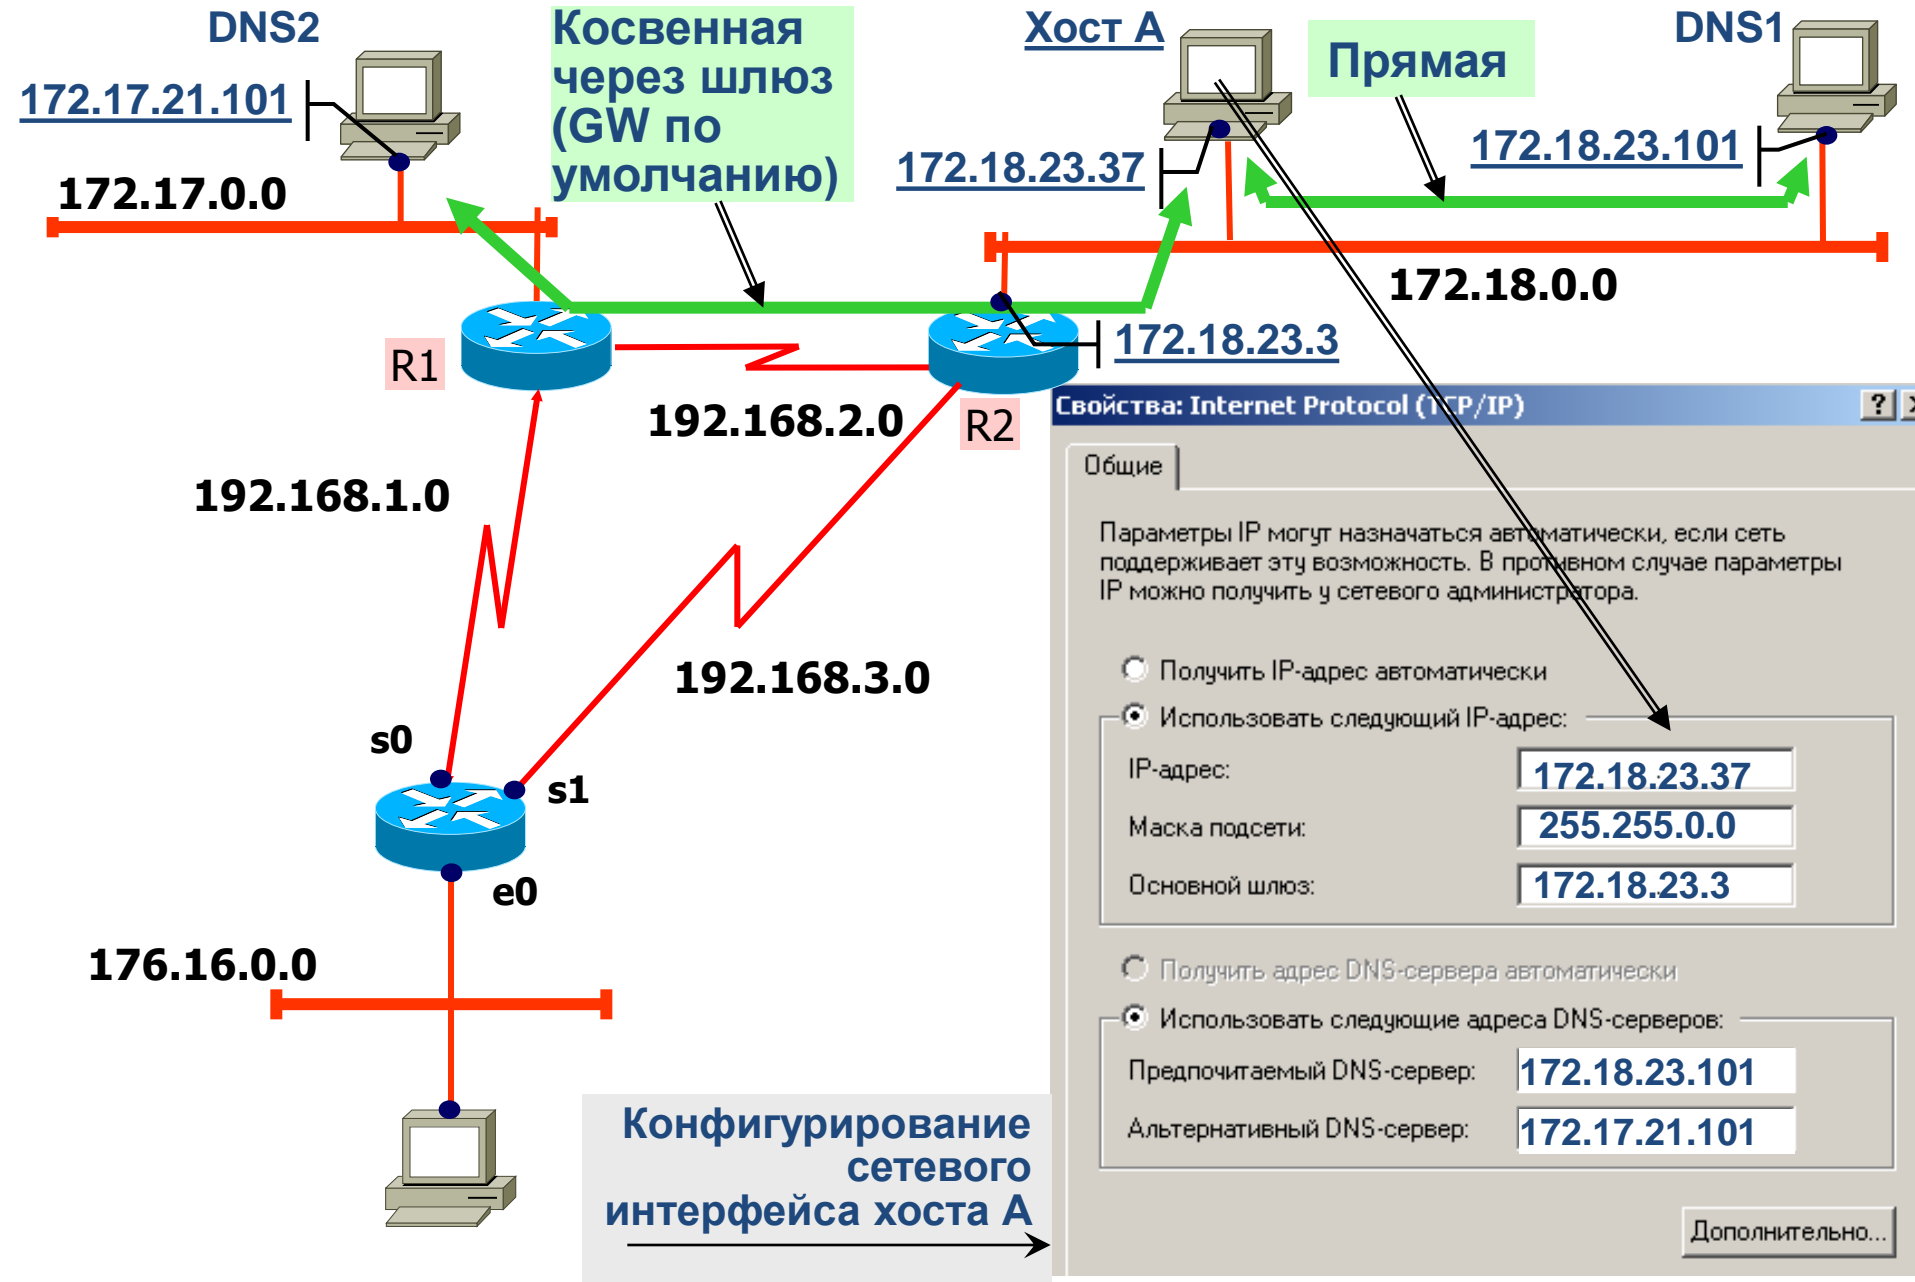 DNS2
172.17.21.101
172.17.0.0
Косвенная
через шлюз
(GW по
умолчанию)
Хост А
172.18.23.37
Прямая
DNS1
172.18.23.101
172.18.0.0
172.18.23.3
R1
R2
192.168.2.0
192.168.1.0
192.168.3.0
s0
s1
e0
176.16.0.0
Конфигурирование
сетевого
интерфейса хоста А
Свойства: Internet Protocol (TCP/IP)
Общие
Параметры IP могут назначаться автоматически, если сеть
поддерживает эту возможность. В противном случае параметры
IP можно получить у сетевого администратора.
Получить IP-адрес автоматически
Использовать следующий IP-адрес:
IP-адрес: 172.18.23.37
Маска подсети: 255.255.0.0
Основной шлюз: 172.18.23.3
Получить адрес DNS-сервера автоматически
Использовать следующие адреса DNS-серверов:
Предпочитаемый DNS-сервер: 172.18.23.101
Альтернативный DNS-сервер: 172.17.21.101
Дополнительно...